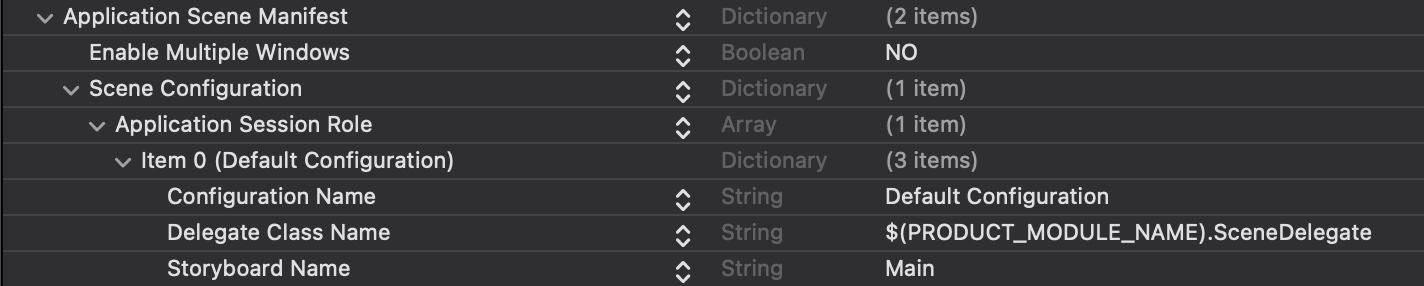 Application Scene Manifest Dictionary (2 items)
Enable Multiple Windows Boolean NO
Scene Configuration Dictionary (1 item)
Application Session Role Array (1 item)
Item 0 (Default Configuration) Dictionary (3 items)
Configuration Name String Default Configuration
Delegate Class Name String $(PRODUCT_MODULE_NAME).SceneDelegate
Storyboard Name String Main